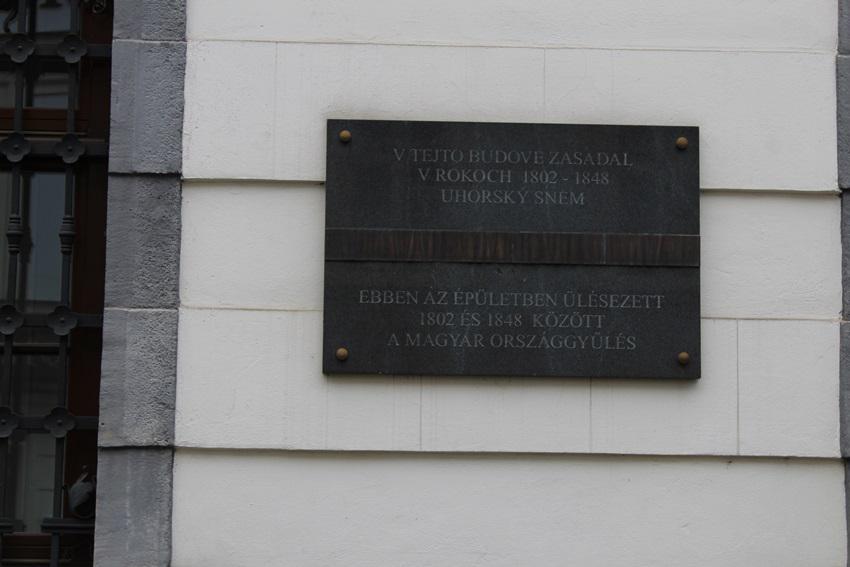 V TEJTO BUDOVE ZASADAL
V ROKOCH 1802 - 1848
UHORSKÝ SNEM
EBBEN AZ ÉPÜLETBEN ÜLÉSEZETT
1802 ÉS 1848 KÖZÖTT
A MAGYAR ORSZÁGGYŰLÉS